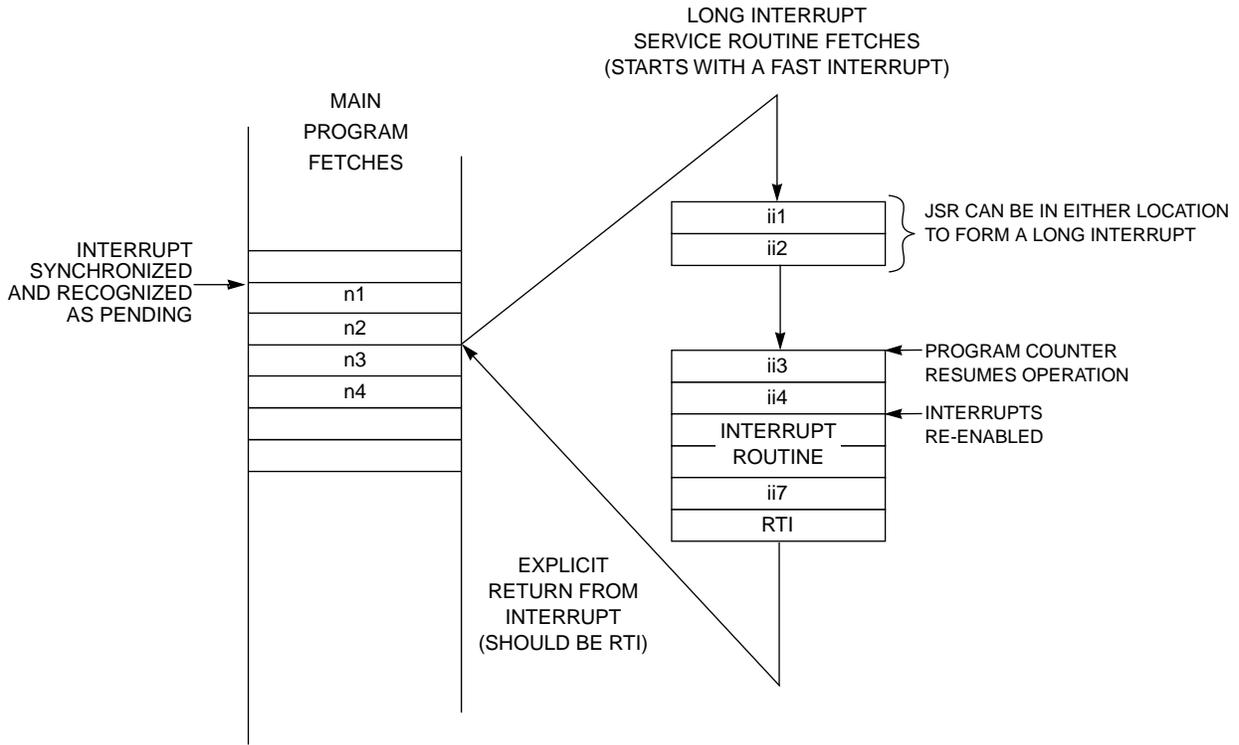 LONG INTERRUPT
SERVICE ROUTINE FETCHES
(STARTS WITH A FAST INTERRUPT)
MAIN
PROGRAM
FETCHES
ii1
ii2
JSR CAN BE IN EITHER LOCATION
TO FORM A LONG INTERRUPT
INTERRUPT
SYNCHRONIZED
AND RECOGNIZED
AS PENDING
n1
n2
n3
n4
ii3
ii4
INTERRUPT
ROUTINE
ii7
RTI
PROGRAM COUNTER
RESUMES OPERATION
INTERRUPTS
RE-ENABLED
EXPLICIT
RETURN FROM
INTERRUPT
(SHOULD BE RTI)